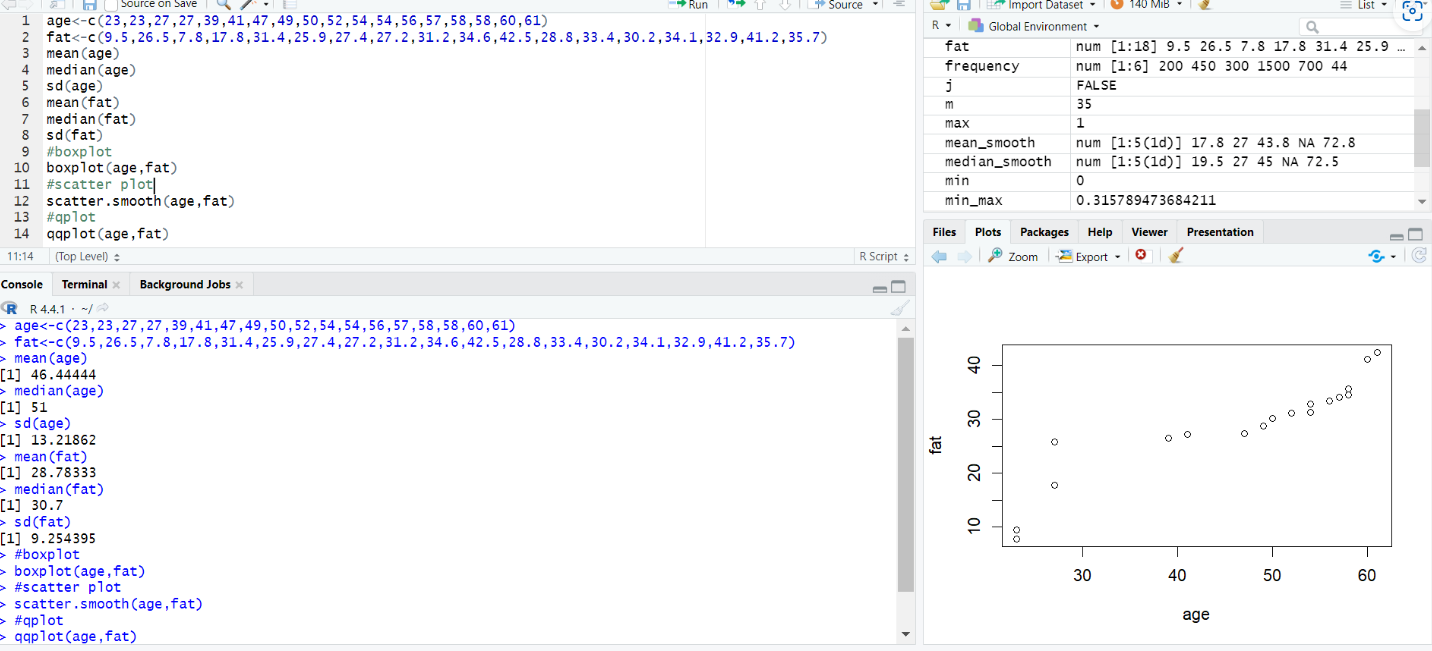 Source on Save Run Source
1 age<-c(23,23,27,27,39,41,47,49,50,52,54,54,56,57,58,58,60,61)
2 fat<-c(9.5,26.5,7.8,17.8,31.4,25.9,27.4,27.2,31.2,34.6,42.5,28.8,33.4,30.2,34.1,32.9,41.2,35.7)
3 mean(age)
4 median(age)
5 sd(age)
6 mean(fat)
7 median(fat)
8 sd(fat)
9 #boxplot
10 boxplot(age,fat)
11 #scatter plot
12 scatter.smooth(age,fat)
13 #qplot
14 qqplot(age,fat)
11:14 (Top Level) R Script
Console Terminal Background Jobs
R 4.4.1 · ~/
> age<-c(23,23,27,27,39,41,47,49,50,52,54,54,56,57,58,58,60,61)
> fat<-c(9.5,26.5,7.8,17.8,31.4,25.9,27.4,27.2,31.2,34.6,42.5,28.8,33.4,30.2,34.1,32.9,41.2,35.7)
> mean(age)
[1] 46.44444
> median(age)
[1] 51
> sd(age)
[1] 13.21862
> mean(fat)
[1] 28.78333
> median(fat)
[1] 30.7
> sd(fat)
[1] 9.254395
> #boxplot
> boxplot(age,fat)
> #scatter plot
> scatter.smooth(age,fat)
> #qplot
> qqplot(age,fat)
Import Dataset 140 MiB List
R Global Environment
fat num [1:18] 9.5 26.5 7.8 17.8 31.4 25.9 …
frequency num [1:6] 200 450 300 1500 700 44
j FALSE
m 35
max 1
mean_smooth num [1:5(1d)] 17.8 27 43.8 NA 72.8
median_smooth num [1:5(1d)] 19.5 27 45 NA 72.5
min 0
min_max 0.315789473684211
Files Plots Packages Help Viewer Presentation
Zoom Export
40
30
20
10
fat
30 40 50 60
age